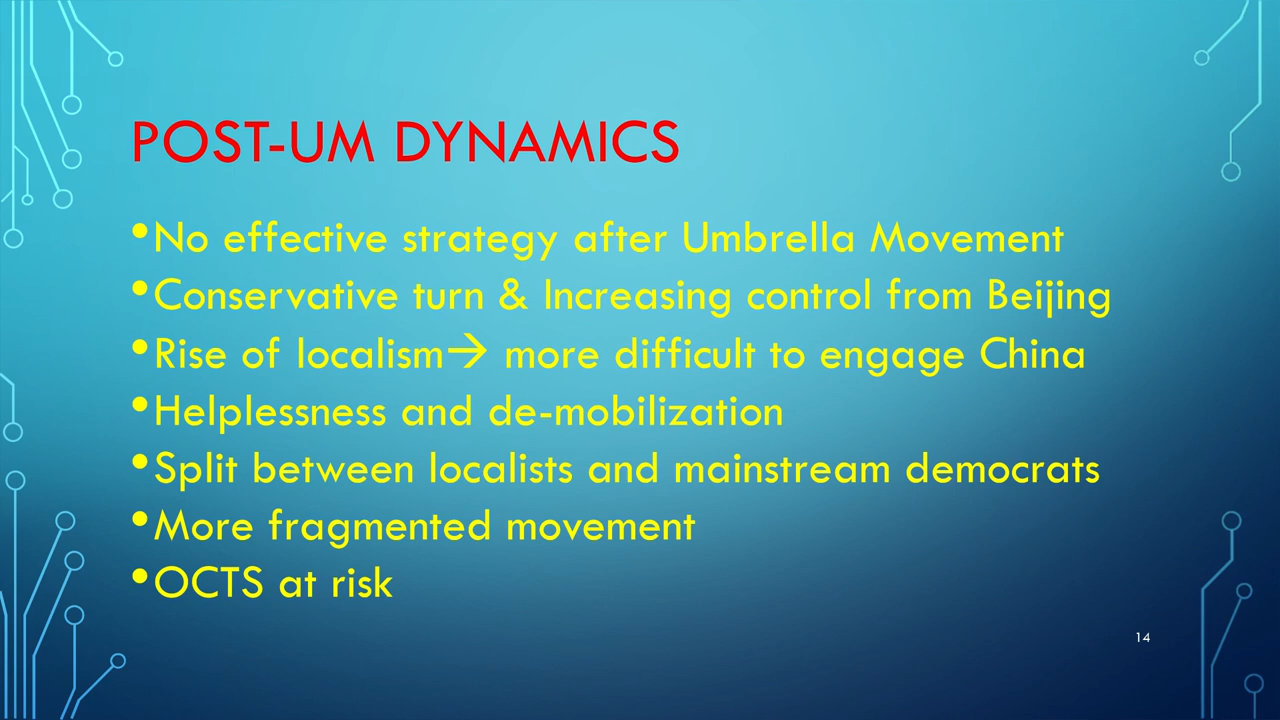 POST-UM DYNAMICS
•No effective strategy after Umbrella Movement
•Conservative turn & Increasing control from Beijing
•Rise of localism→ more difficult to engage China
•Helplessness and de-mobilization
•Split between localists and mainstream democrats
•More fragmented movement
•OCTS at risk
14